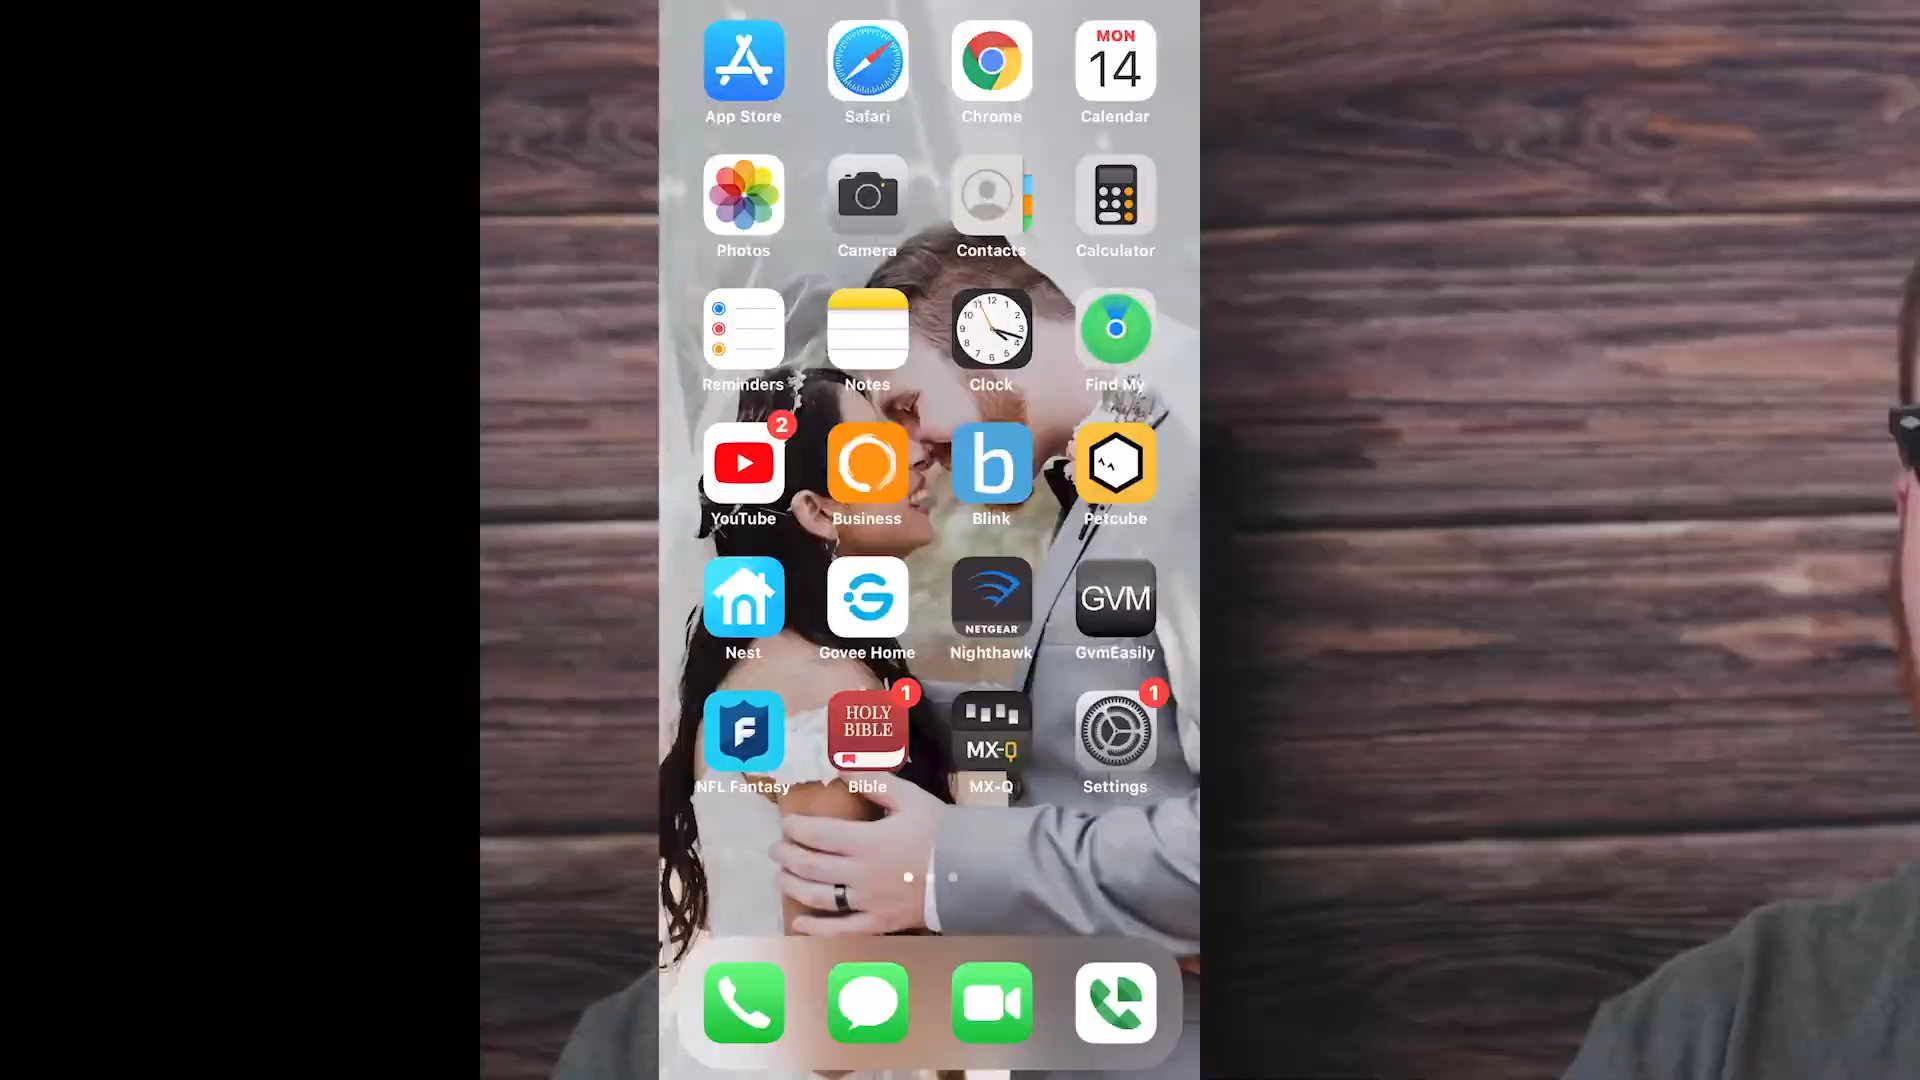 MON
14
App Store Safari Chrome Calendar
Photos Camera Contacts Calculator
Reminders Notes Clock Find My
2
b
YouTube Business Blink Petcube
GVM
NETGEAR
Nest Govee Home Nighthawk GvmEasily
1 1
HOLY
BIBLE
MX-Q
NFL Fantasy Bible MX-Q Settings